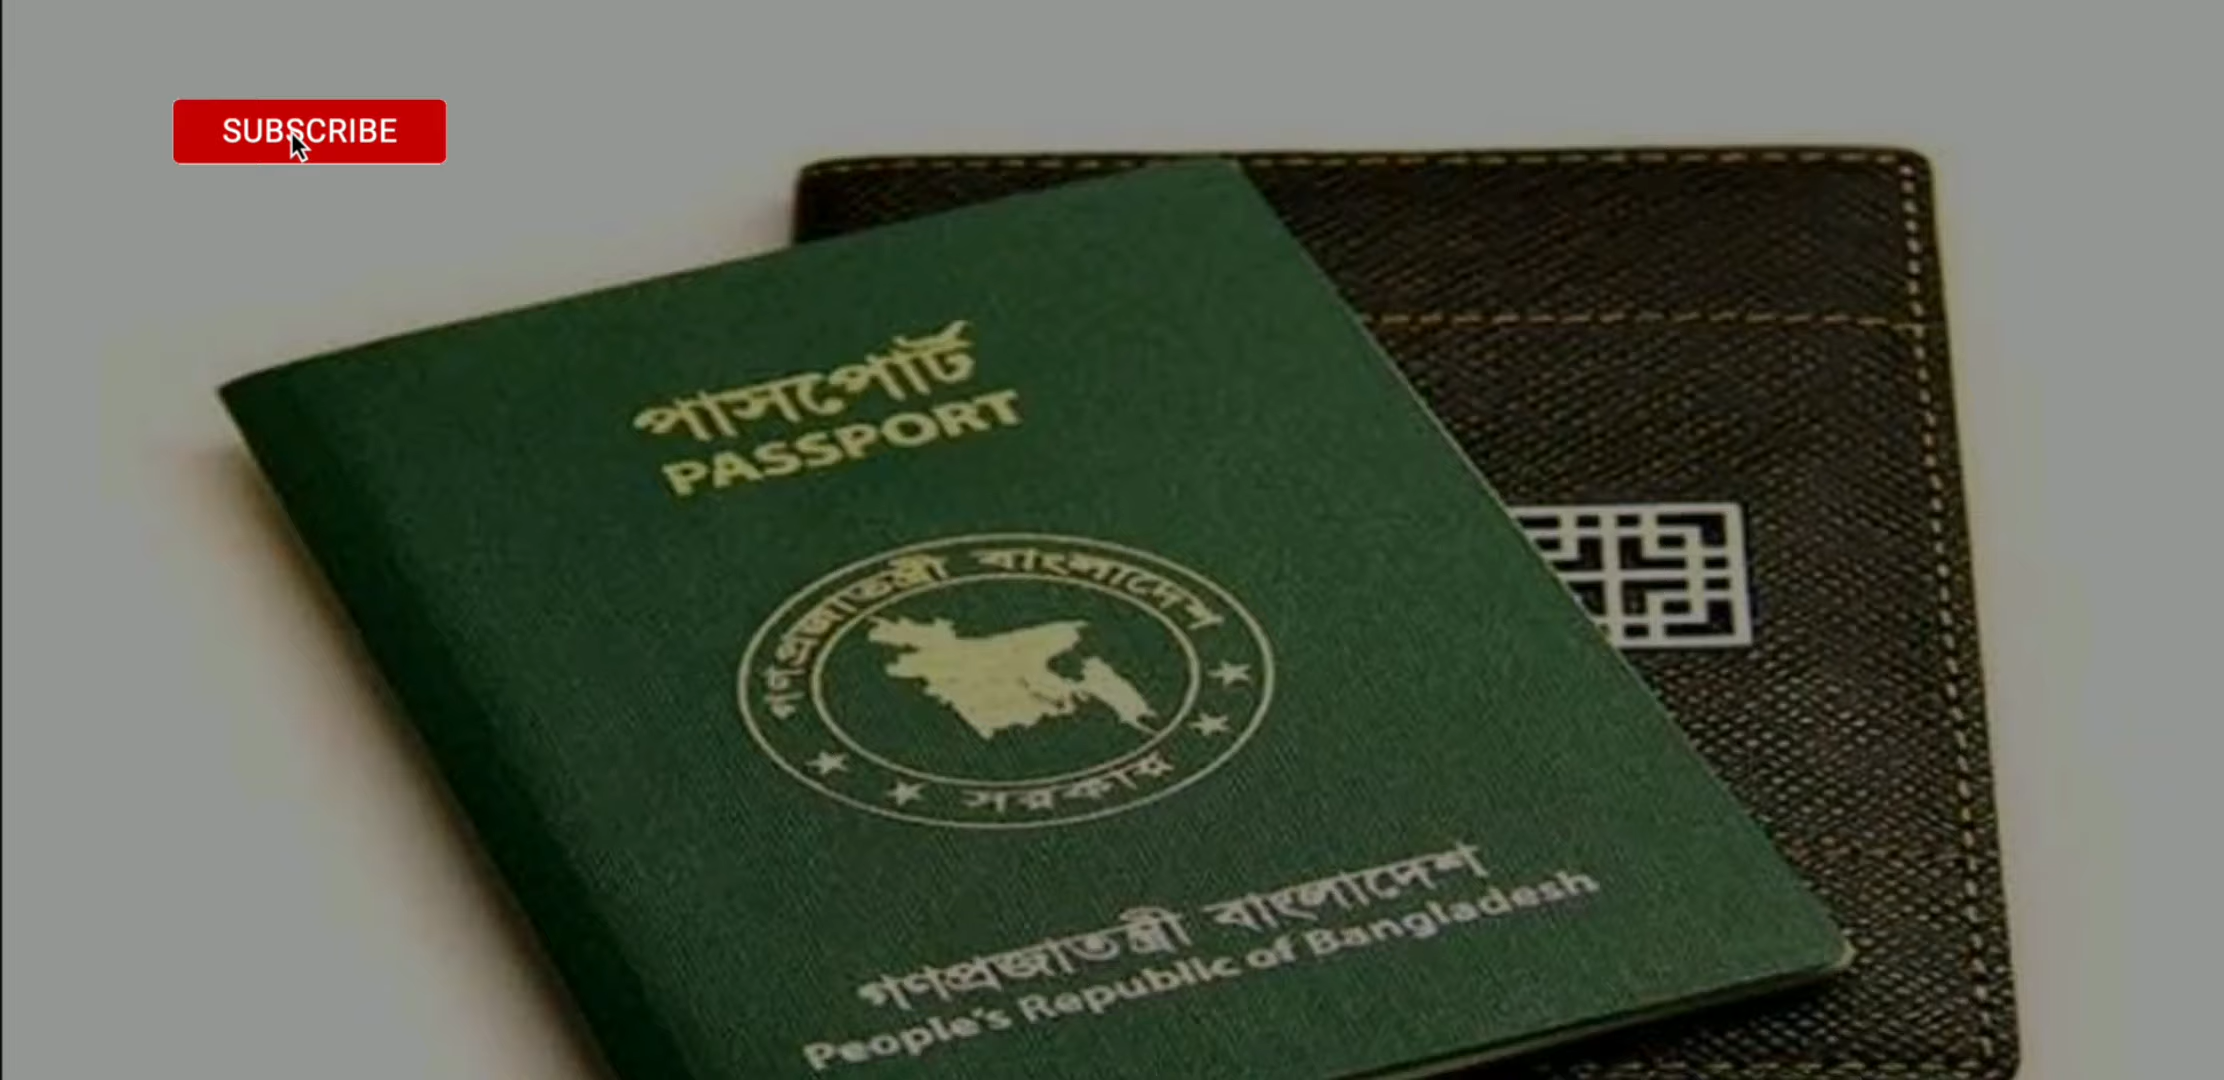 SUBSCRIBE
পাসপোর্ট
PASSPORT
গণপ্রজাতন্ত্রী বাংলাদেশ
সরকার
গণপ্রজাতন্ত্রী বাংলাদেশ
People's Republic of Bangladesh